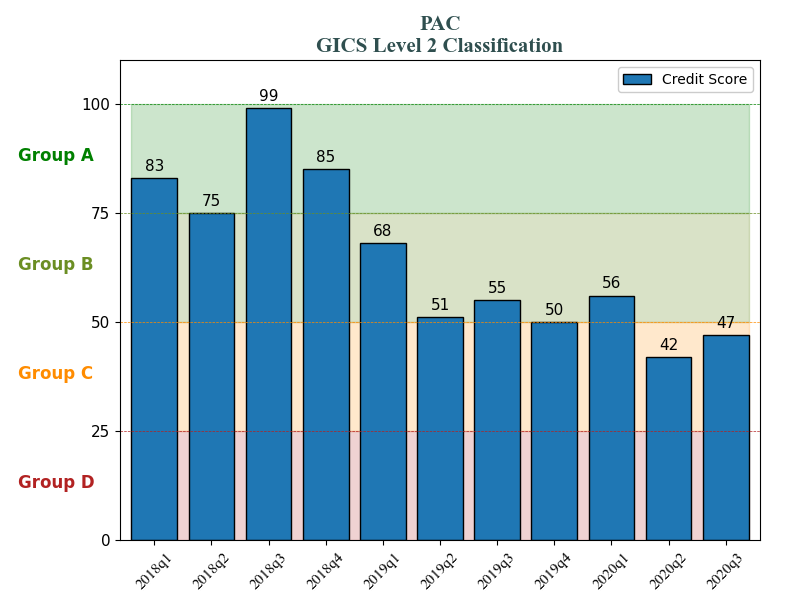 PAC
GICS Level 2 Classification
Credit Score
100
75
50
25
0
Group A
Group B
Group C
Group D
83
75
99
85
68
51
55
50
56
42
47
2018q1
2018q2
2018q3
2018q4
2019q1
2019q2
2019q3
2019q4
2020q1
2020q2
2020q3